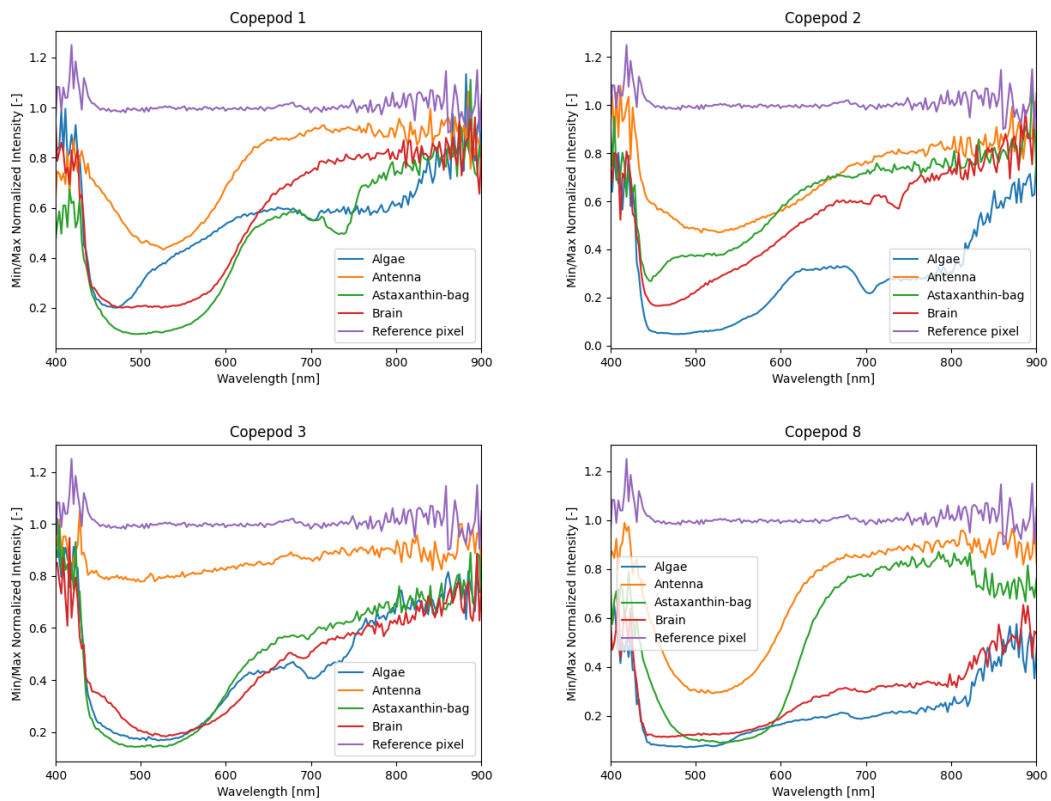 Copepod 1
Min/Max Normalized Intensity [-]
1.2
1.0
0.8
0.6
0.4
0.2
Algae
Antenna
Astaxanthin-bag
Brain
Reference pixel
400 500 600 700 800 900
Wavelength [nm]
Copepod 2
Min/Max Normalized Intensity [-]
1.2
1.0
0.8
0.6
0.4
0.2
0.0
Algae
Antenna
Astaxanthin-bag
Brain
Reference pixel
400 500 600 700 800 900
Wavelength [nm]
Copepod 3
Min/Max Normalized Intensity [-]
1.2
1.0
0.8
0.6
0.4
0.2
Algae
Antenna
Astaxanthin-bag
Brain
Reference pixel
400 500 600 700 800 900
Wavelength [nm]
Copepod 8
Min/Max Normalized Intensity [-]
1.2
1.0
0.8
0.6
0.4
0.2
Algae
Antenna
Astaxanthin-bag
Brain
Reference pixel
400 500 600 700 800 900
Wavelength [nm]